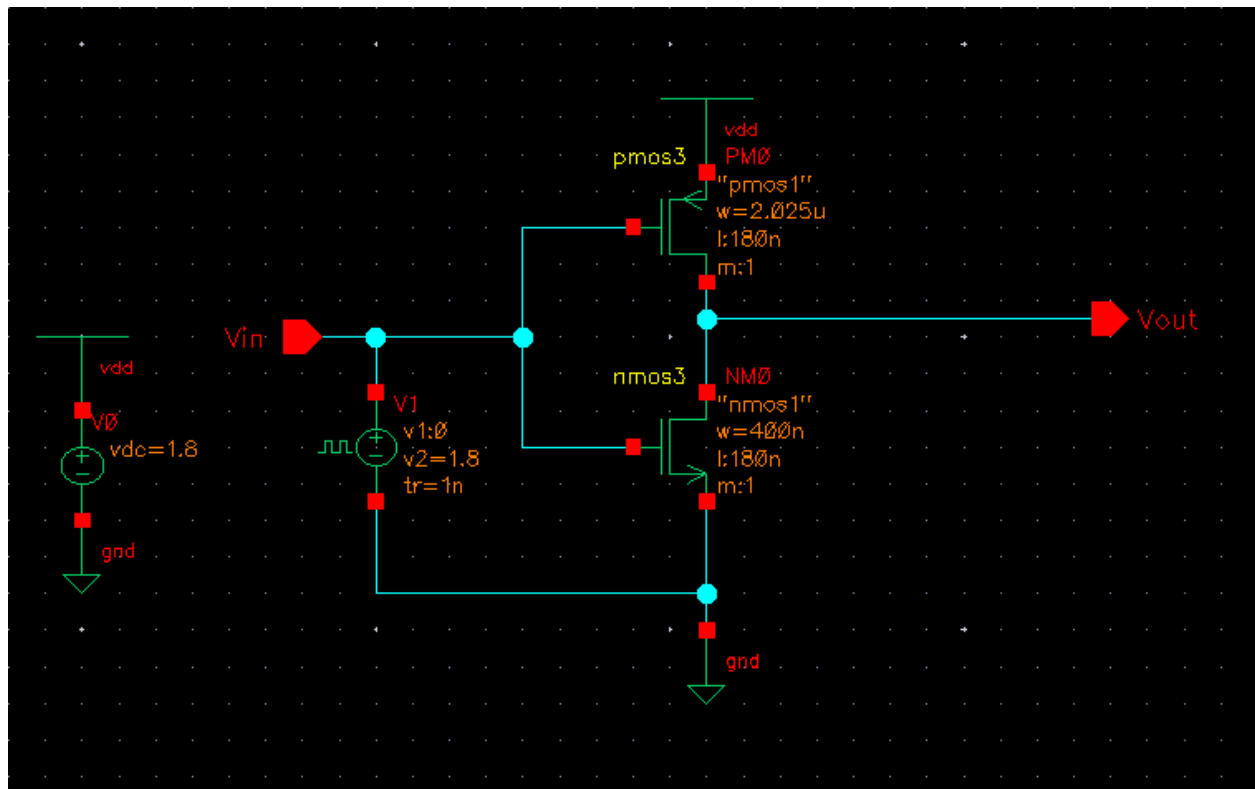 vdd
pmos3
PM0
"pmos1"
w=2.025u
l:180n
m:1
Vin
Vout
vdd
V0
vdc=1.8
gnd
V1
v1:0
v2=1.8
tr=1n
nmos3
NM0
"nmos1"
w=400n
l:180n
m:1
gnd